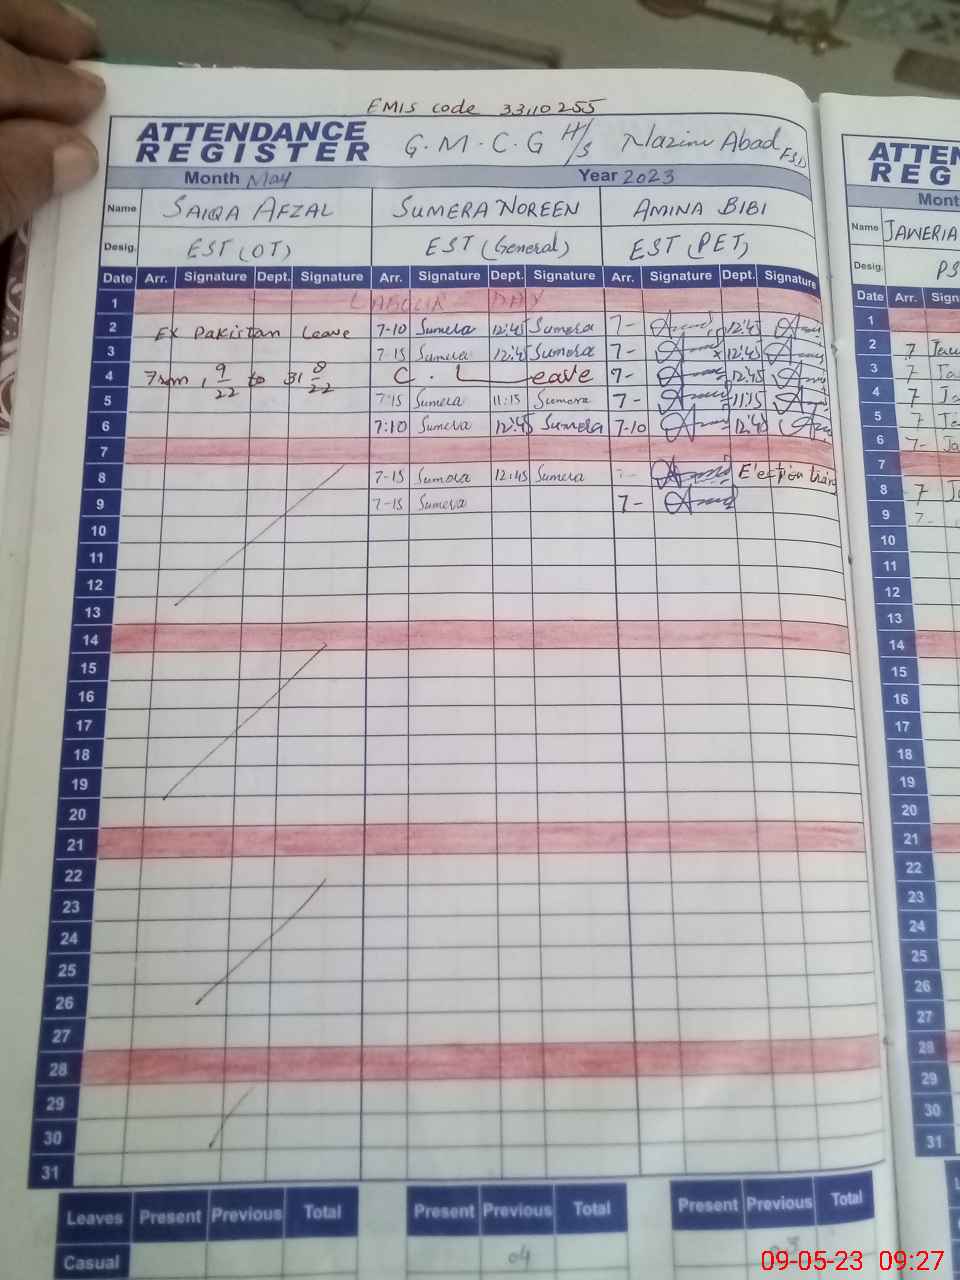 EMIS code 33110255
ATTENDANCE REGISTER G.M.C.G H/S Nazim Abad FSD
Month May Year 2023
Name SAIQA AFZAL SUMERA NOREEN AMINA BIBI
Desig. EST (OT) EST (General) EST (PET)
Date Arr. Signature Dept. Signature Arr. Signature Dept. Signature Arr. Signature Dept. Signature
1 LABOUR DAY
2 EX Pakistan Leave 7-10 Sumera 12:45 Sumera 7- 12:45
3 7-15 Sumera 12:45 Sumera 7- 12:45
4 From 1 9/22 to 31 8/22 C. Leave 7- 12:45
5 7:15 Sumera 11:15 Sumera 7- 11:15
6 7:10 Sumera 12:45 Sumera 7-10 12:45
7
8 7-15 Sumera 12:45 Sumera Election
9 7-15 Sumera 7-
10
11
12
13
14
15
16
17
18
19
20
21
22
23
24
25
26
27
28
29
30
31
Leaves Present Previous Total Present Previous Total Present Previous Total
Casual 04 03
ATTEN
REG
Mont
Name JAWERIA
Desig. PS
Date Arr. Sign
1
2 7
3 7
4 7
5 7
6 7-
7
8 7
9 7-
10
11
12
13
14
15
16
17
18
19
20
21
22
23
24
25
26
27
28
29
30
31
09-05-23 09:27